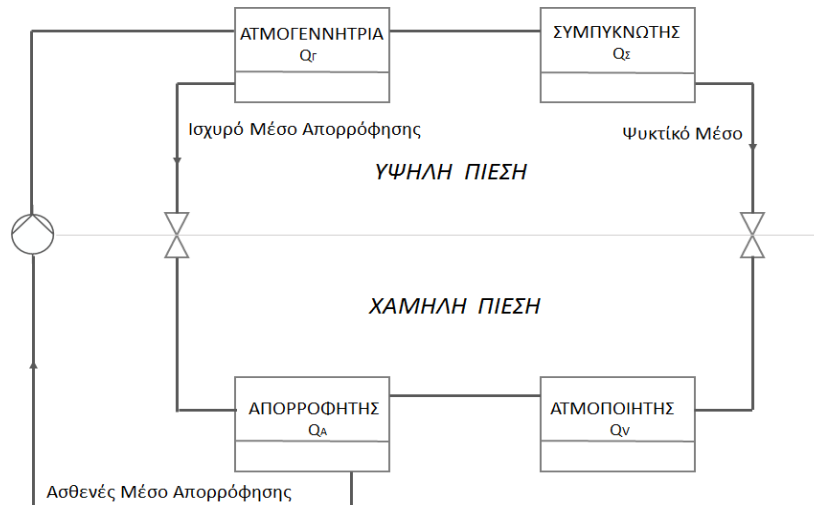 ΑΤΜΟΓΕΝΝΗΤΡΙΑ
QΓ
ΣΥΜΠΥΚΝΩΤΗΣ
QΣ
Ισχυρό Μέσο Απορρόφησης
Ψυκτίκό Μέσο
ΥΨΗΛΗ ΠΙΕΣΗ
ΧΑΜΗΛΗ ΠΙΕΣΗ
ΑΠΟΡΡΟΦΗΤΗΣ
QA
ΑΤΜΟΠΟΙΗΤΗΣ
QV
Ασθενές Μέσο Απορρόφησης